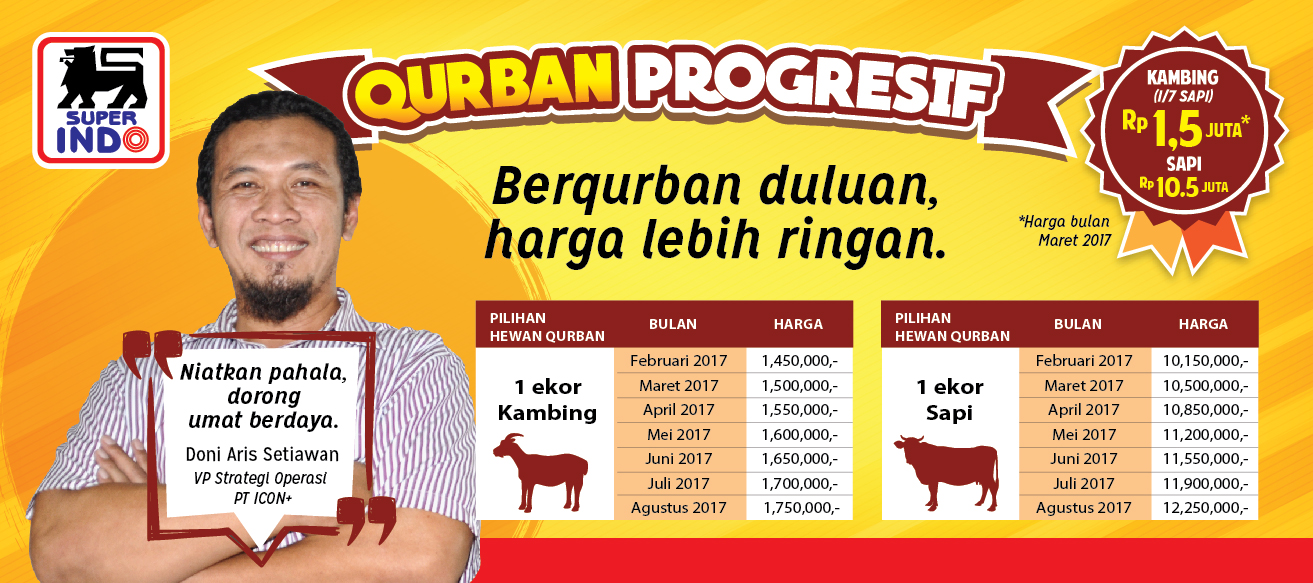 SUPER
INDO
QURBAN PROGRESIF
KAMBING
(1/7 SAPI)
Rp 1,5 JUTA*
SAPI
Rp 10.5 JUTA
Berqurban duluan,
harga lebih ringan.
*Harga bulan
Maret 2017
"Niatkan pahala,
dorong
umat berdaya.
Doni Aris Setiawan
VP Strategi Operasi
PT ICON+"
PILIHAN
HEWAN QURBAN BULAN HARGA
1 ekor
Kambing
Februari 2017 1,450,000,-
Maret 2017 1,500,000,-
April 2017 1,550,000,-
Mei 2017 1,600,000,-
Juni 2017 1,650,000,-
Juli 2017 1,700,000,-
Agustus 2017 1,750,000,-
PILIHAN
HEWAN QURBAN BULAN HARGA
1 ekor
Sapi
Februari 2017 10,150,000,-
Maret 2017 10,500,000,-
April 2017 10,850,000,-
Mei 2017 11,200,000,-
Juni 2017 11,550,000,-
Juli 2017 11,900,000,-
Agustus 2017 12,250,000,-